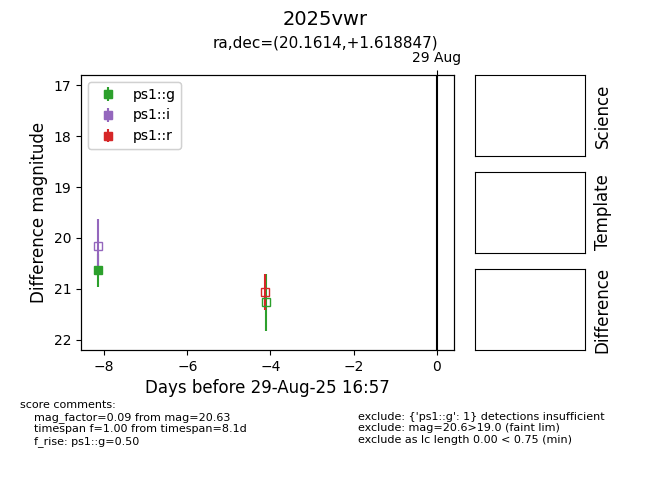 2025vwr
ra,dec=(20.1614,+1.618847)
29 Aug
17
18
19
20
21
22
Difference magnitude
ps1::g
ps1::i
ps1::r
−8
−6
−4
−2
0
Days before 29-Aug-25 16:57
Science
Template
Difference
score comments:
mag_factor=0.09 from mag=20.63
timespan f=1.00 from timespan=8.1d
f_rise: ps1::g=0.50
exclude: {'ps1::g': 1} detections insufficient
exclude: mag=20.6>19.0 (faint lim)
exclude as lc length 0.00 < 0.75 (min)